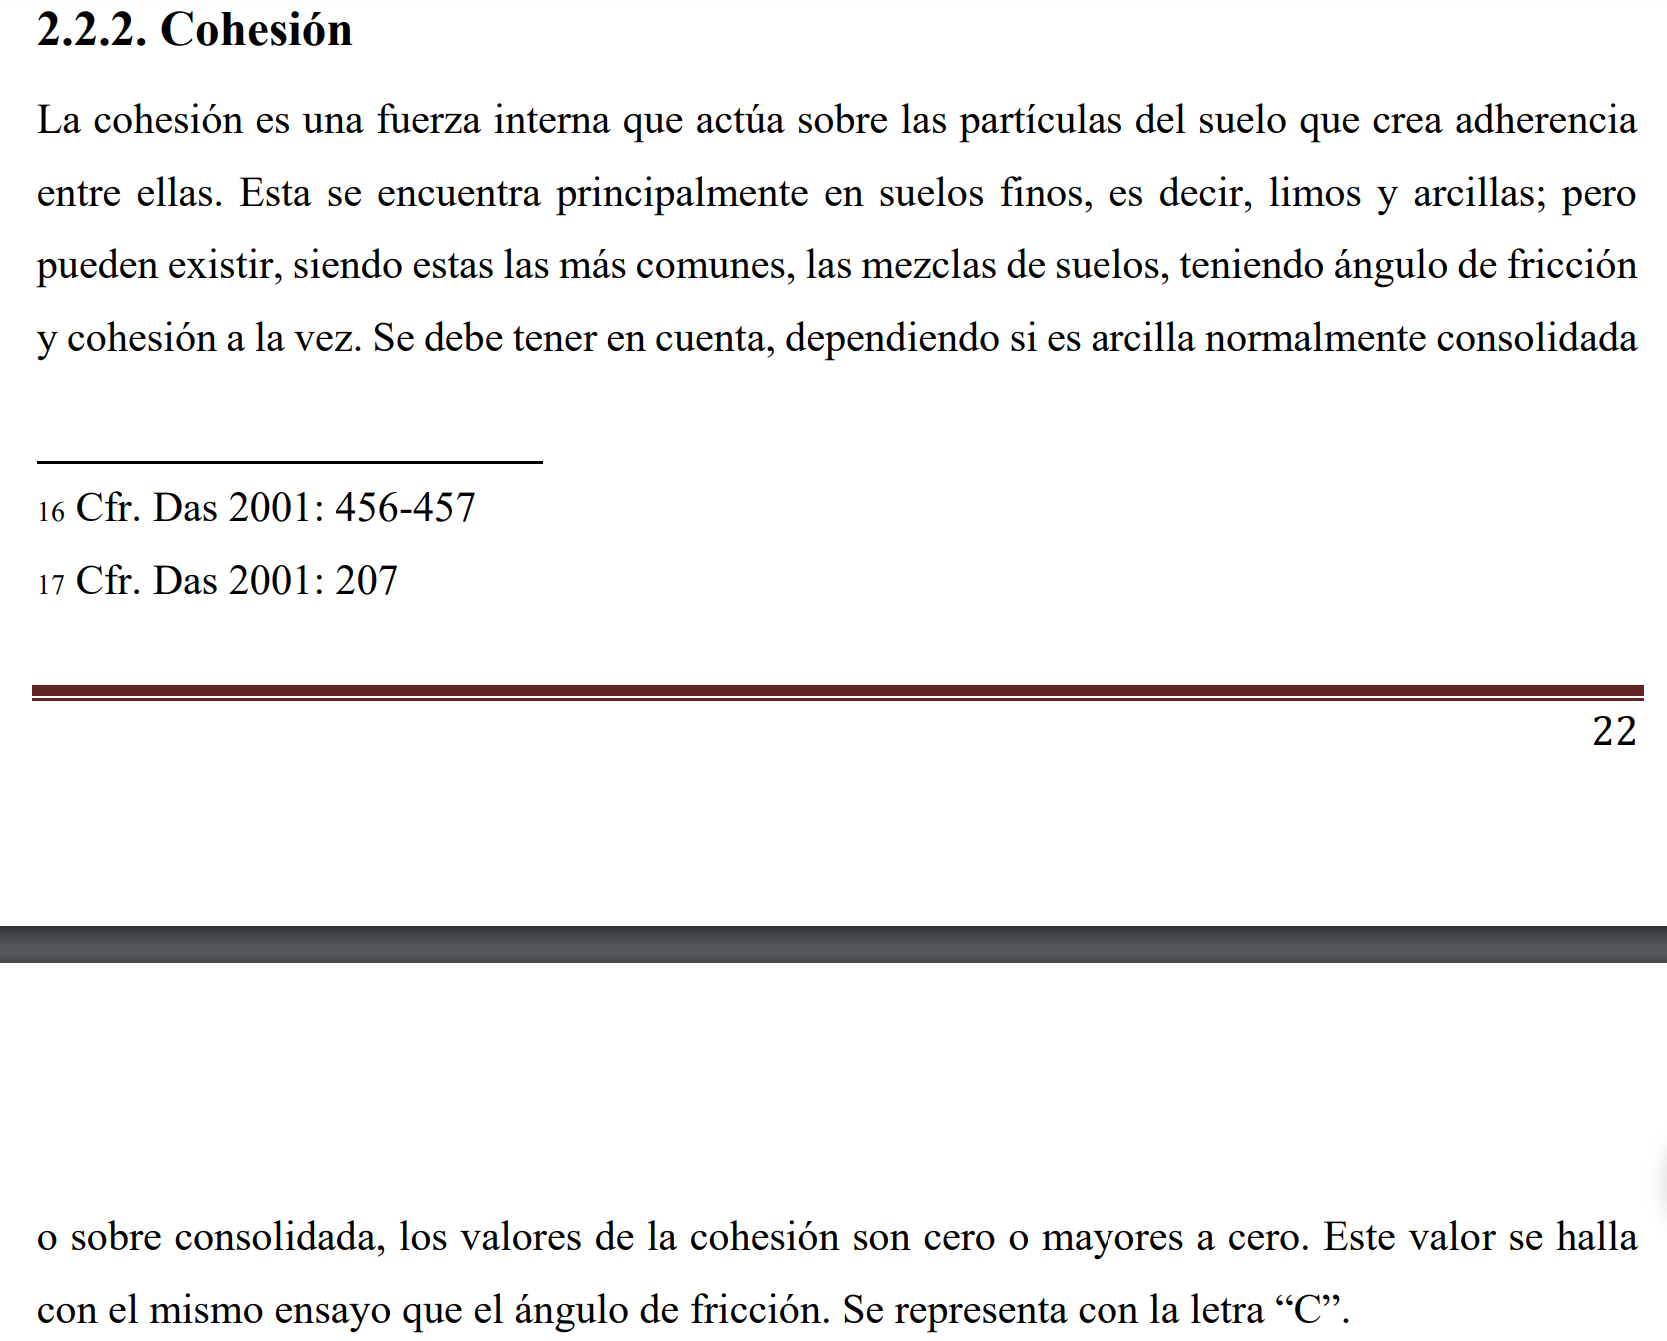 2.2.2. Cohesión
La cohesión es una fuerza interna que actúa sobre las partículas del suelo que crea adherencia
entre ellas. Esta se encuentra principalmente en suelos finos, es decir, limos y arcillas; pero
pueden existir, siendo estas las más comunes, las mezclas de suelos, teniendo ángulo de fricción
y cohesión a la vez. Se debe tener en cuenta, dependiendo si es arcilla normalmente consolidada
16 Cfr. Das 2001: 456-457
17 Cfr. Das 2001: 207
22
o sobre consolidada, los valores de la cohesión son cero o mayores a cero. Este valor se halla
con el mismo ensayo que el ángulo de fricción. Se representa con la letra “C”.